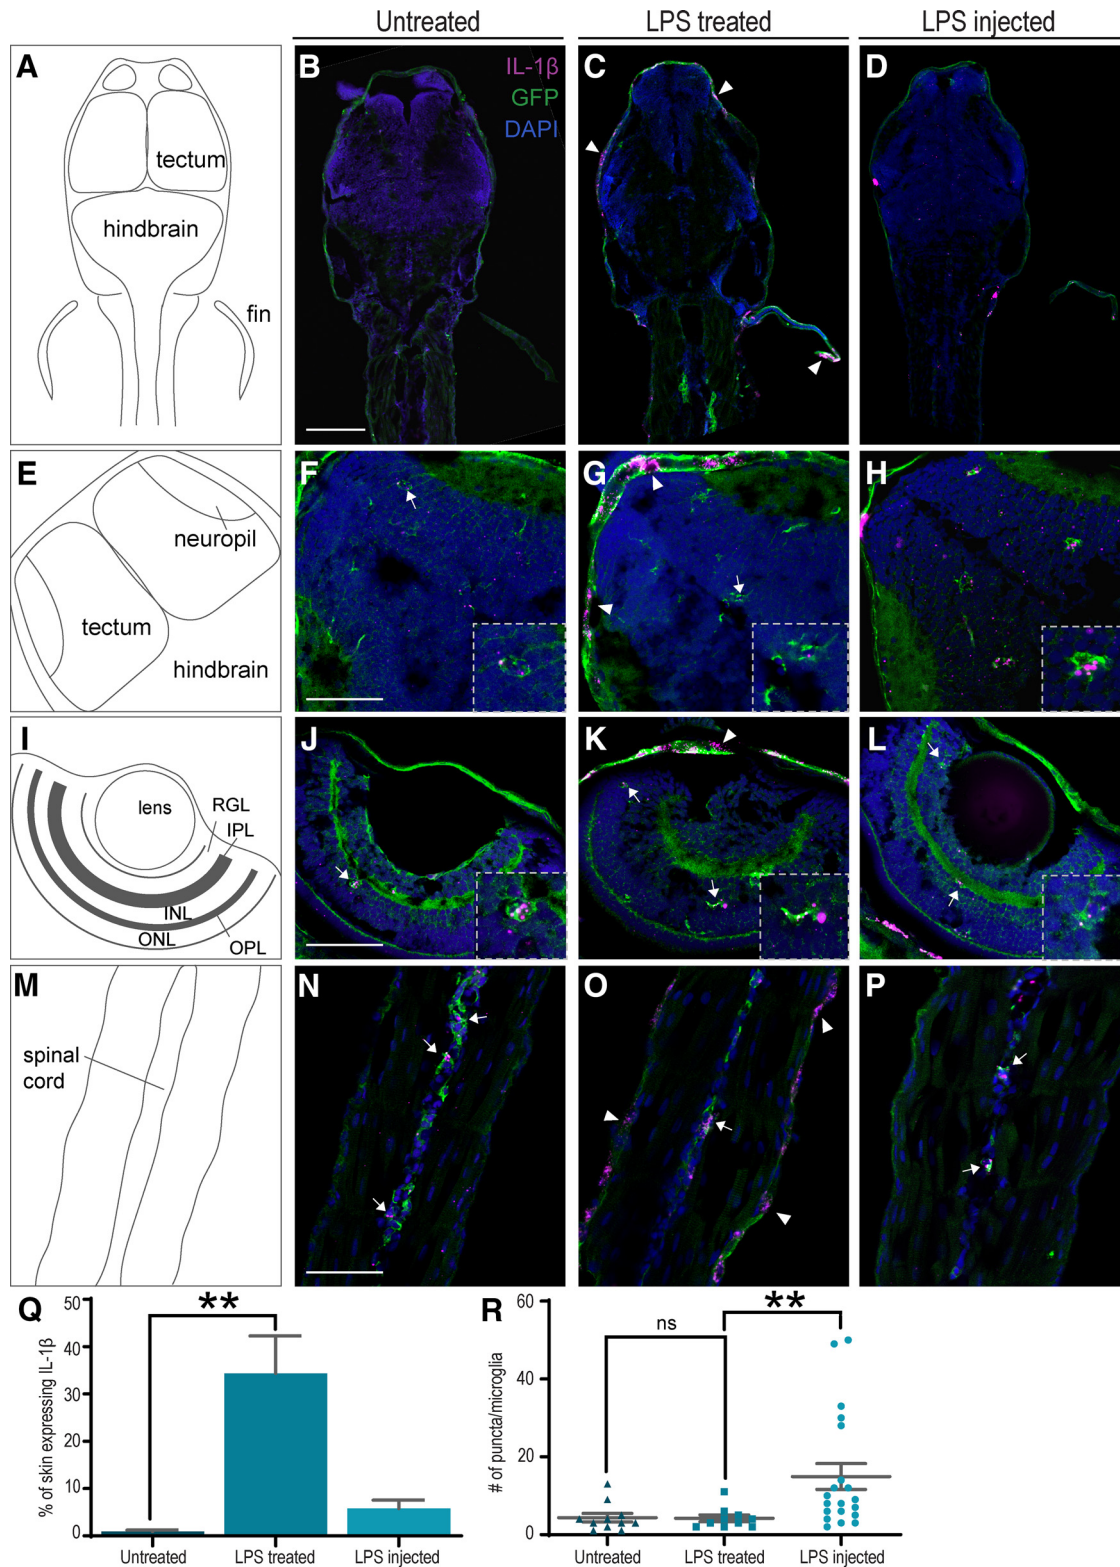 Untreated
LPS treated
LPS injected
A
tectum
hindbrain
fin
B
IL-1β
GFP
DAPI
C
D
E
neuropil
tectum
hindbrain
F
G
H
I
lens
RGL
IPL
INL
ONL
OPL
J
K
L
M
spinal
cord
N
O
P
Q
% of skin expressing IL-1β
50
40
30
20
10
0
**
Untreated
LPS treated
LPS injected
R
# of puncta/microglia
60
40
20
0
ns
**
Untreated
LPS treated
LPS injected